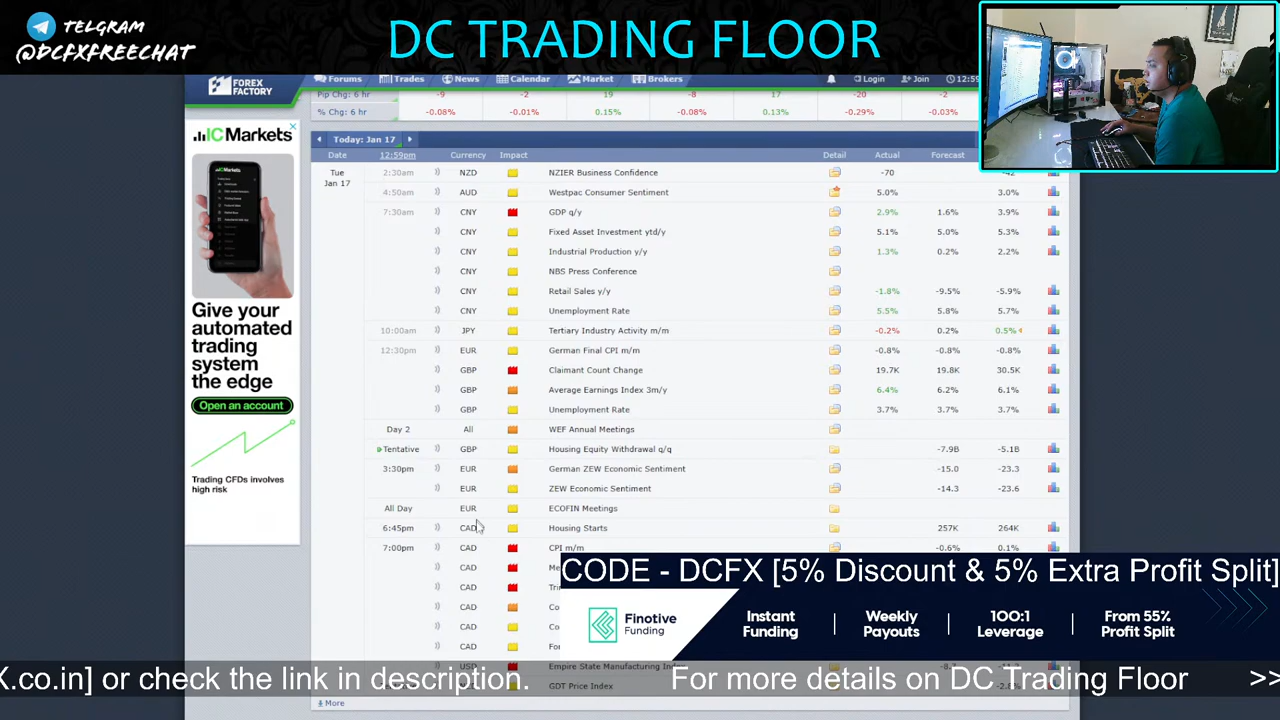 TELGRAM
@DCFXFREECHAT
DC TRADING FLOOR
FOREX FACTORY
Forums Trades News Calendar Market Brokers Login Join 12:59
Pip Chg: 6 hr -9 -2 19 -8 17 -20 -2
% Chg: 6 hr -0.08% -0.01% 0.15% -0.08% 0.13% -0.29% -0.03%
Today: Jan 17
Date 12:59pm Currency Impact Detail Actual Forecast
Tue Jan 17 2:30am NZD NZIER Business Confidence -70 -42
4:50am AUD Westpac Consumer Sentiment 5.0% 3.0%
7:30am CNY GDP q/y 2.9% 1.6% 3.9%
CNY Fixed Asset Investment ytd/y 5.1% 5.0% 5.3%
CNY Industrial Production y/y 1.3% 0.2% 2.2%
CNY NBS Press Conference
CNY Retail Sales y/y -1.8% -9.5% -5.9%
CNY Unemployment Rate 5.5% 5.8% 5.7%
10:00am JPY Tertiary Industry Activity m/m -0.2% 0.2% 0.5%
12:30pm EUR German Final CPI m/m -0.8% -0.8% -0.8%
GBP Claimant Count Change 19.7K 19.8K 30.5K
GBP Average Earnings Index 3m/y 6.4% 6.2% 6.1%
GBP Unemployment Rate 3.7% 3.7% 3.7%
Day 2 All WEF Annual Meetings
Tentative GBP Housing Equity Withdrawal q/q -7.9B -5.1B
3:30pm EUR German ZEW Economic Sentiment -15.0 -23.3
EUR ZEW Economic Sentiment -14.3 -23.6
All Day EUR ECOFIN Meetings
6:45pm CAD Housing Starts 257K 264K
7:00pm CAD CPI m/m -0.6% 0.1%
CAD Me
CAD Tri
CAD Co
CAD Co
CAD For
USD Empire State Manufacturing Index
GDT Price Index
More
IC Markets
Give your
automated
trading
system
the edge
Open an account
Trading CFDs involves
high risk
CODE - DCFX [5% Discount & 5% Extra Profit Split]
Finotive
Funding
Instant
Funding
Weekly
Payouts
100:1
Leverage
From 55%
Profit Split
K.co.in] or check the link in description. For more details on DC Trading Floor >>